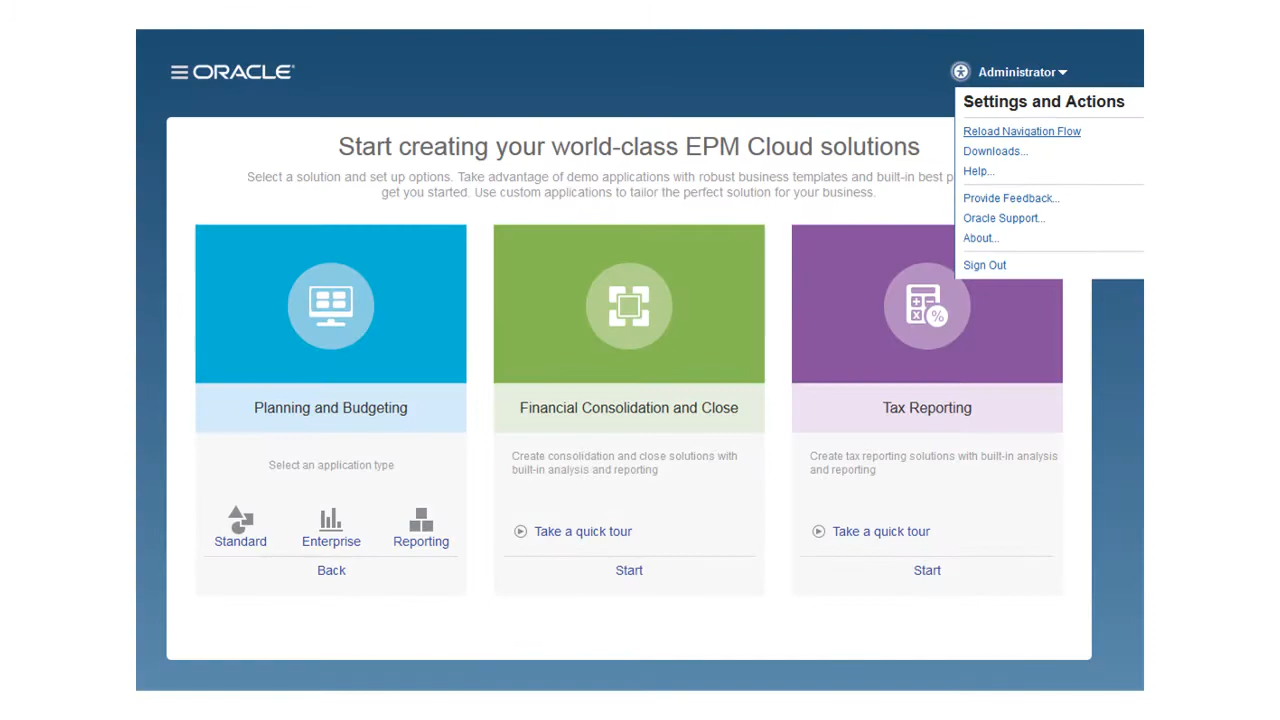 ORACLE
Administrator
Settings and Actions
Reload Navigation Flow
Downloads...
Help...
Provide Feedback...
Oracle Support...
About...
Sign Out
Start creating your world-class EPM Cloud solutions
Select a solution and set up options. Take advantage of demo applications with robust business templates and built-in best
get you started. Use custom applications to tailor the perfect solution for your business.
Planning and Budgeting
Select an application type
Standard
Enterprise
Reporting
Back
Financial Consolidation and Close
Create consolidation and close solutions with
built-in analysis and reporting
Take a quick tour
Start
%
Tax Reporting
Create tax reporting solutions with built-in analysis
and reporting
Take a quick tour
Start